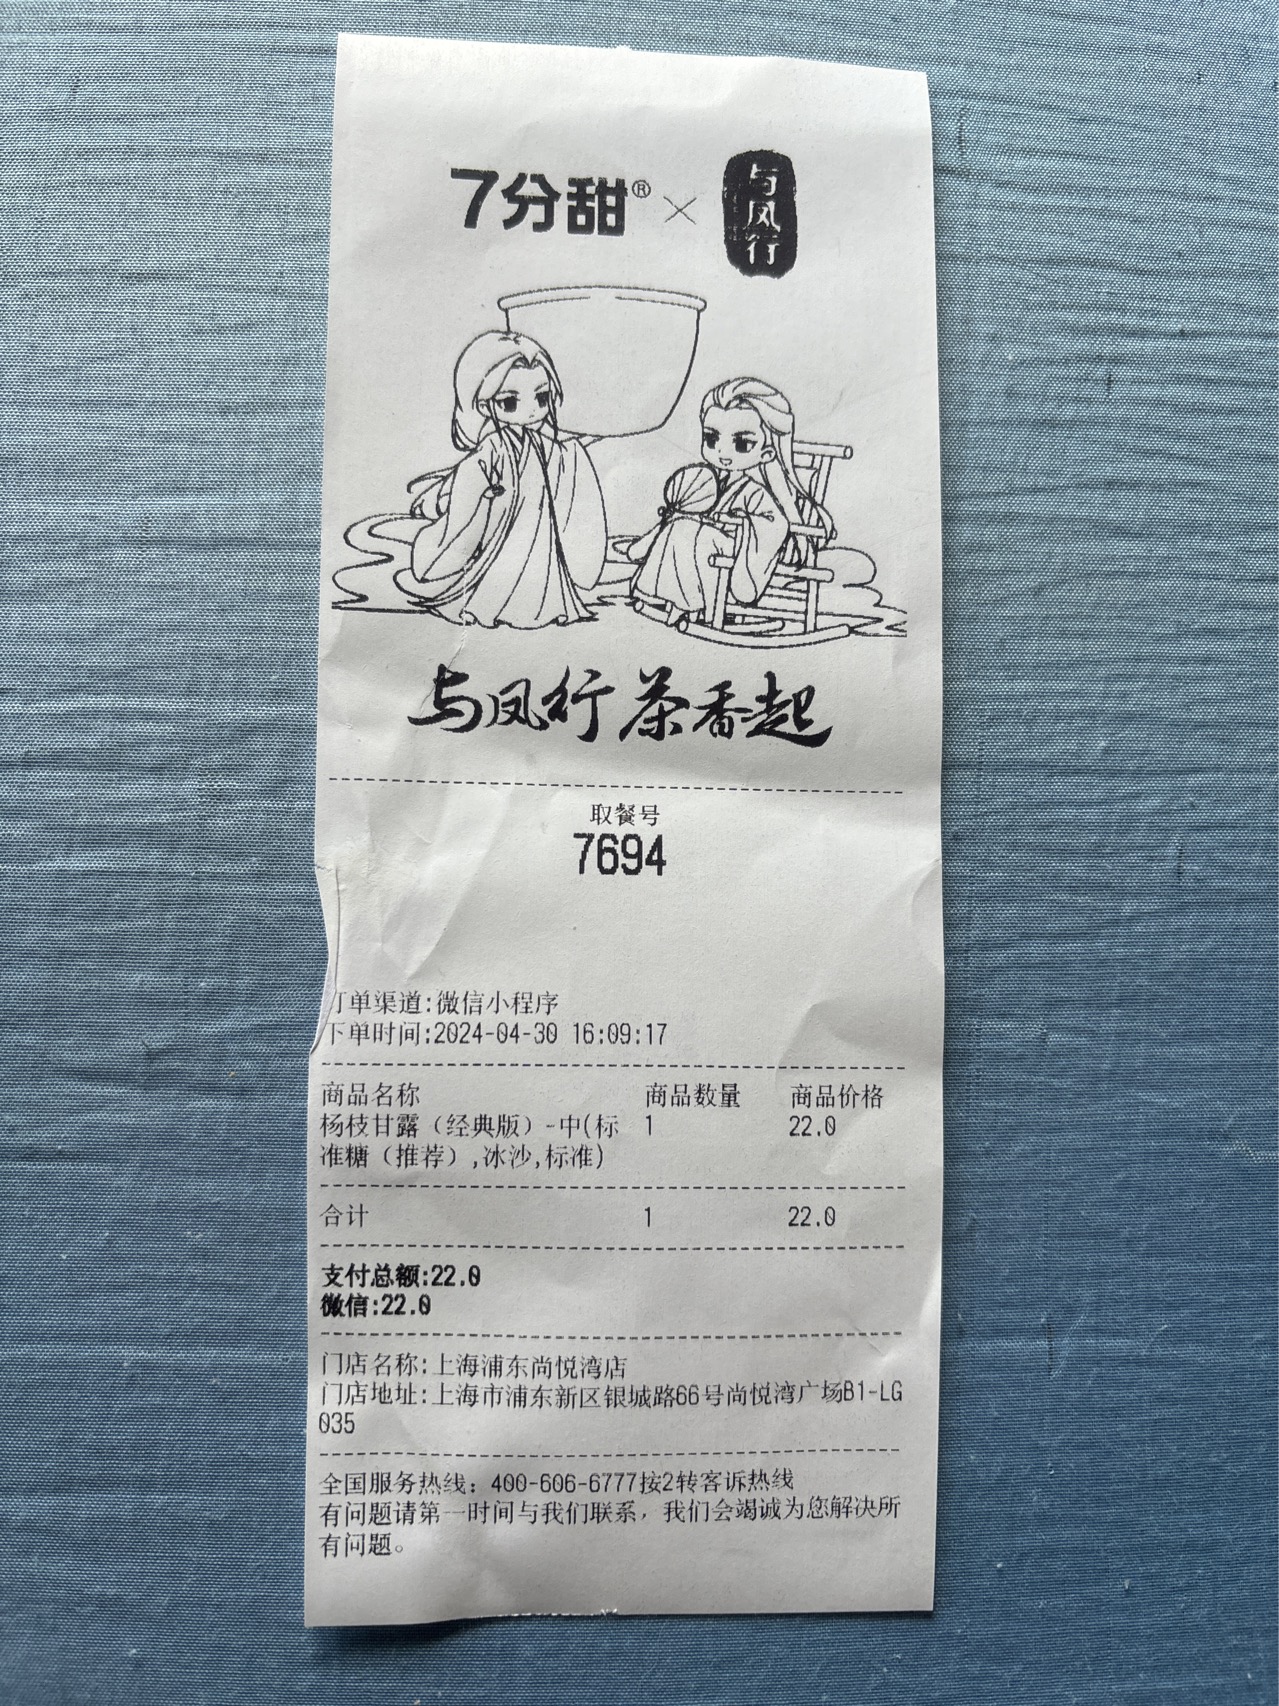 7分甜® × 与凤行
与凤行 茶香起
取餐号
7694
订单渠道:微信小程序
下单时间:2024-04-30 16:09:17
商品名称 商品数量 商品价格
杨枝甘露（经典版）-中(标 1 22.0
准糖（推荐）,冰沙,标准)
合计 1 22.0
支付总额:22.0
微信:22.0
门店名称:上海浦东尚悦湾店
门店地址:上海市浦东新区银城路66号尚悦湾广场B1-LG
035
全国服务热线：400-606-6777按2转客诉热线
有问题请第一时间与我们联系，我们会竭诚为您解决所
有问题。